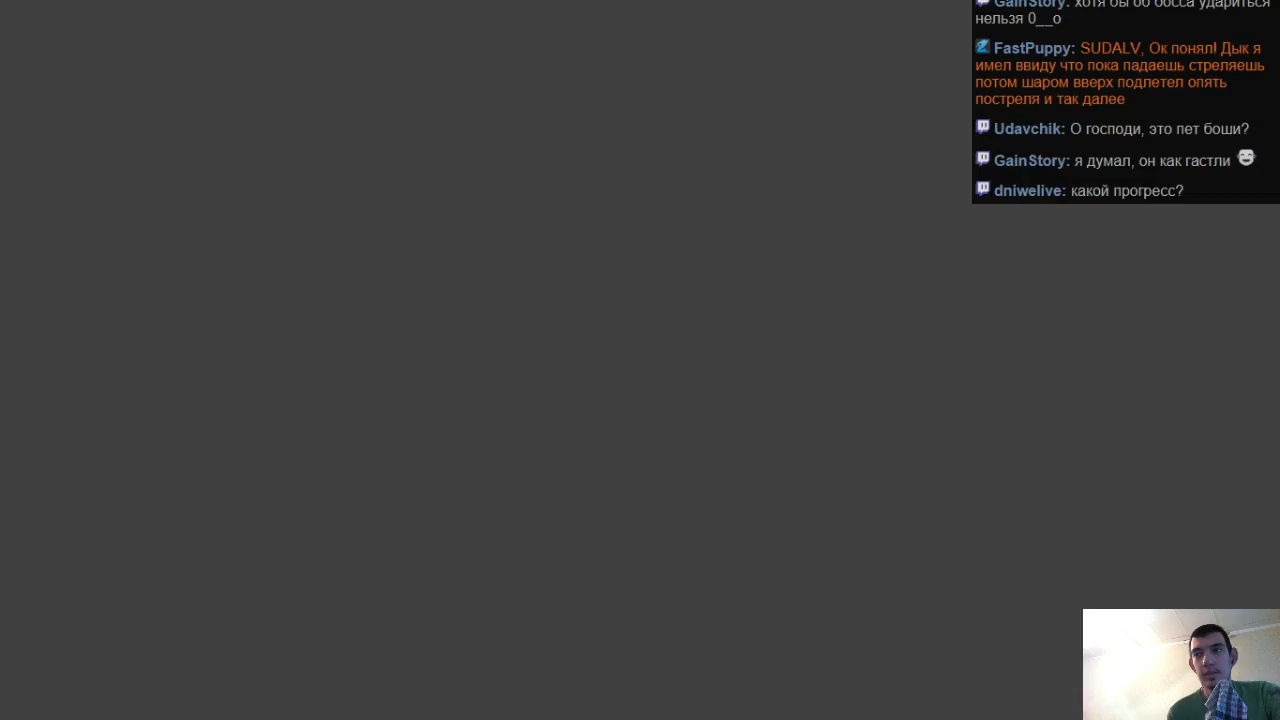 GainStory: хотя бы об босса удариться
нельзя 0__о
FastPuppy: SUDALV, Ок понял! Дык я
имел ввиду что пока падаешь стреляешь
потом шаром вверх подлетел опять
постреля и так далее
Udavchik: О господи, это пет боши?
GainStory: я думал, он как гастли
dniwelive: какой прогресс?